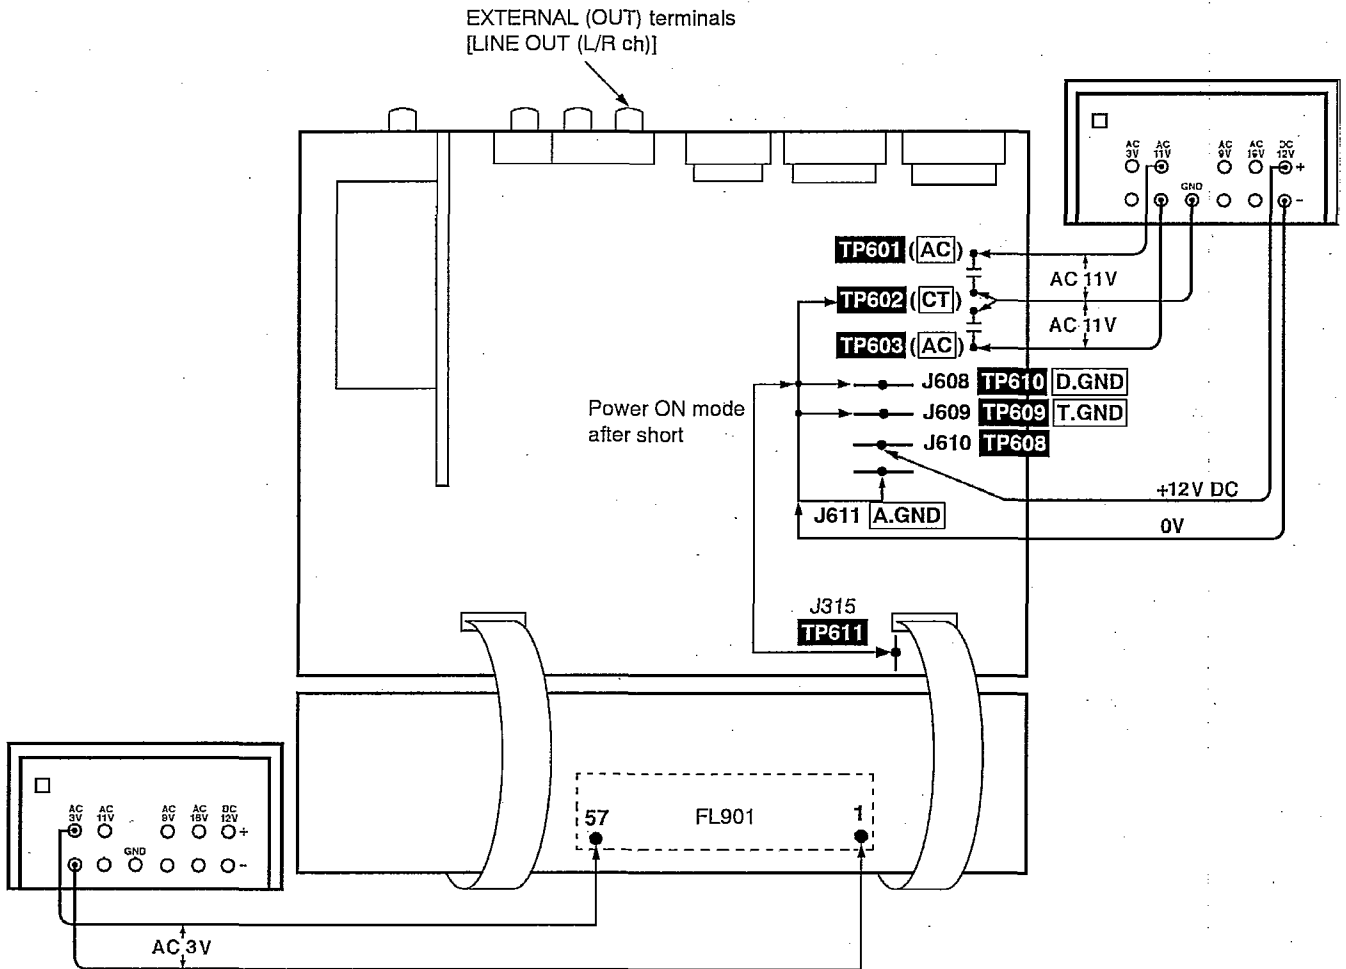 EXTERNAL (OUT) terminals
[LINE OUT (L/R ch)]
AC 3V
AC 11V
AC 9V
AC 16V
DC 12V
+
GND
-
TP601 (AC)
AC 11V
TP602 (CT)
AC 11V
TP603 (AC)
J608 TP610 D.GND
Power ON mode
after short
J609 TP609 T.GND
J610 TP608
+12V DC
J611 A.GND
0V
J315
TP611
AC 3V
AC 11V
AC 9V
AC 16V
DC 12V
+
GND
-
57
FL901
1
AC 3V